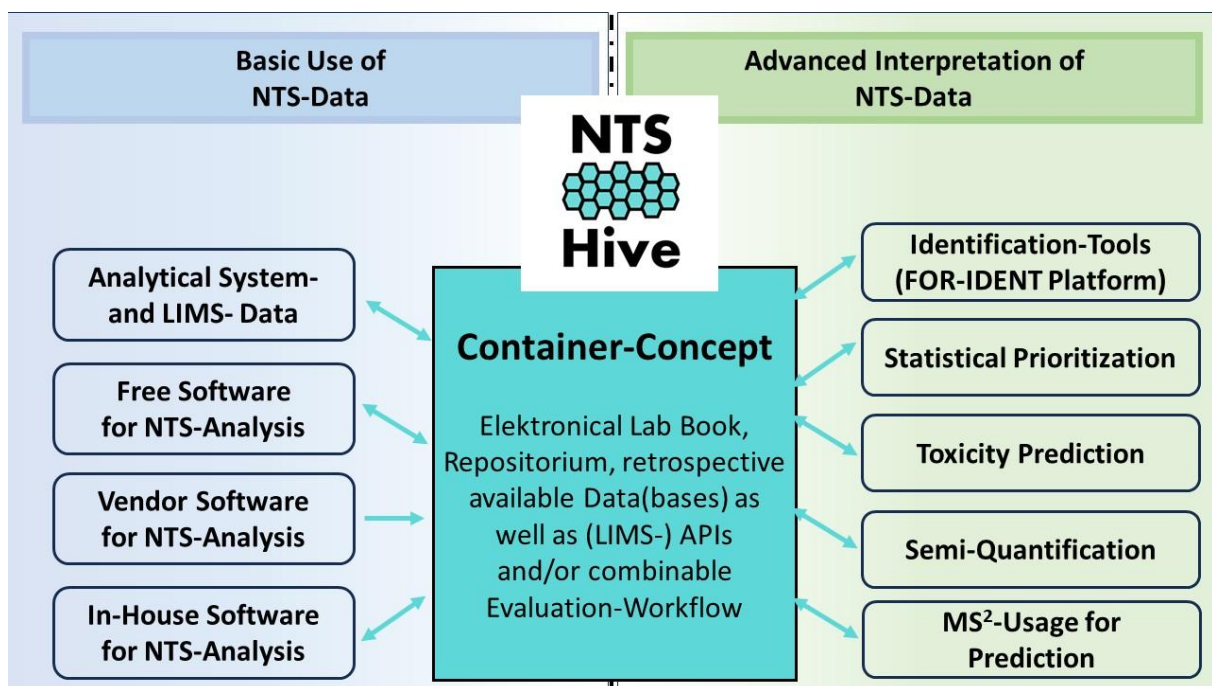 Basic Use of
NTS-Data
Advanced Interpretation of
NTS-Data
NTS
Hive
Analytical System-
and LIMS- Data
Free Software
for NTS-Analysis
Vendor Software
for NTS-Analysis
In-House Software
for NTS-Analysis
Container-Concept
Elektronical Lab Book,
Repositorium, retrospective
available Data(bases) as
well as (LIMS-) APIs
and/or combinable
Evaluation-Workflow
Identification-Tools
(FOR-IDENT Platform)
Statistical Prioritization
Toxicity Prediction
Semi-Quantification
MS²-Usage for
Prediction